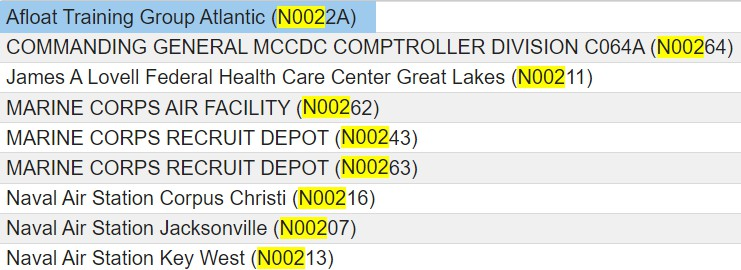 Afloat Training Group Atlantic (N0022A)
COMMANDING GENERAL MCCDC COMPTROLLER DIVISION C064A (N00264)
James A Lovell Federal Health Care Center Great Lakes (N00211)
MARINE CORPS AIR FACILITY (N00262)
MARINE CORPS RECRUIT DEPOT (N00243)
MARINE CORPS RECRUIT DEPOT (N00263)
Naval Air Station Corpus Christi (N00216)
Naval Air Station Jacksonville (N00207)
Naval Air Station Key West (N00213)